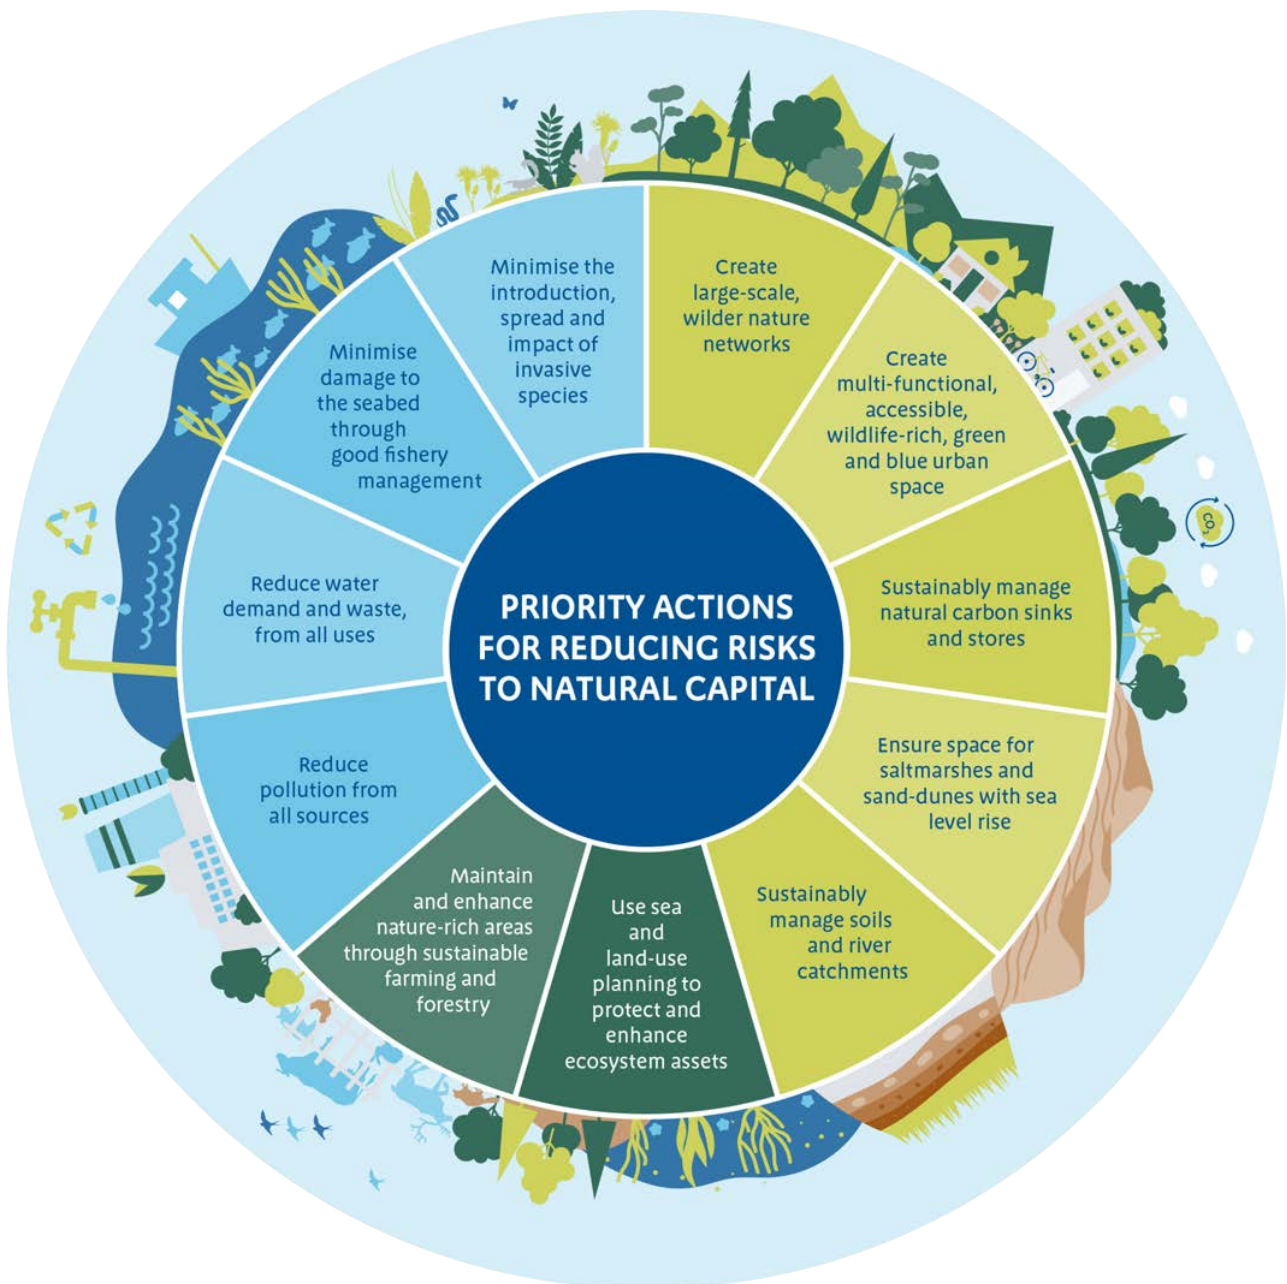 PRIORITY ACTIONS
FOR REDUCING RISKS
TO NATURAL CAPITAL
Create
large-scale,
wilder nature
networks
Create
multi-functional,
accessible,
wildlife-rich, green
and blue urban
space
Sustainably manage
natural carbon sinks
and stores
Ensure space for
saltmarshes and
sand-dunes with sea
level rise
Sustainably
manage soils
and river
catchments
Use sea
and
land-use
planning to
protect and
enhance
ecosystem assets
Maintain
and enhance
nature-rich areas
through sustainable
farming and
forestry
Reduce
pollution from
all sources
Reduce water
demand and waste,
from all uses
Minimise
damage to
the seabed
through
good fishery
management
Minimise the
introduction,
spread and
impact of
invasive
species
CO₂